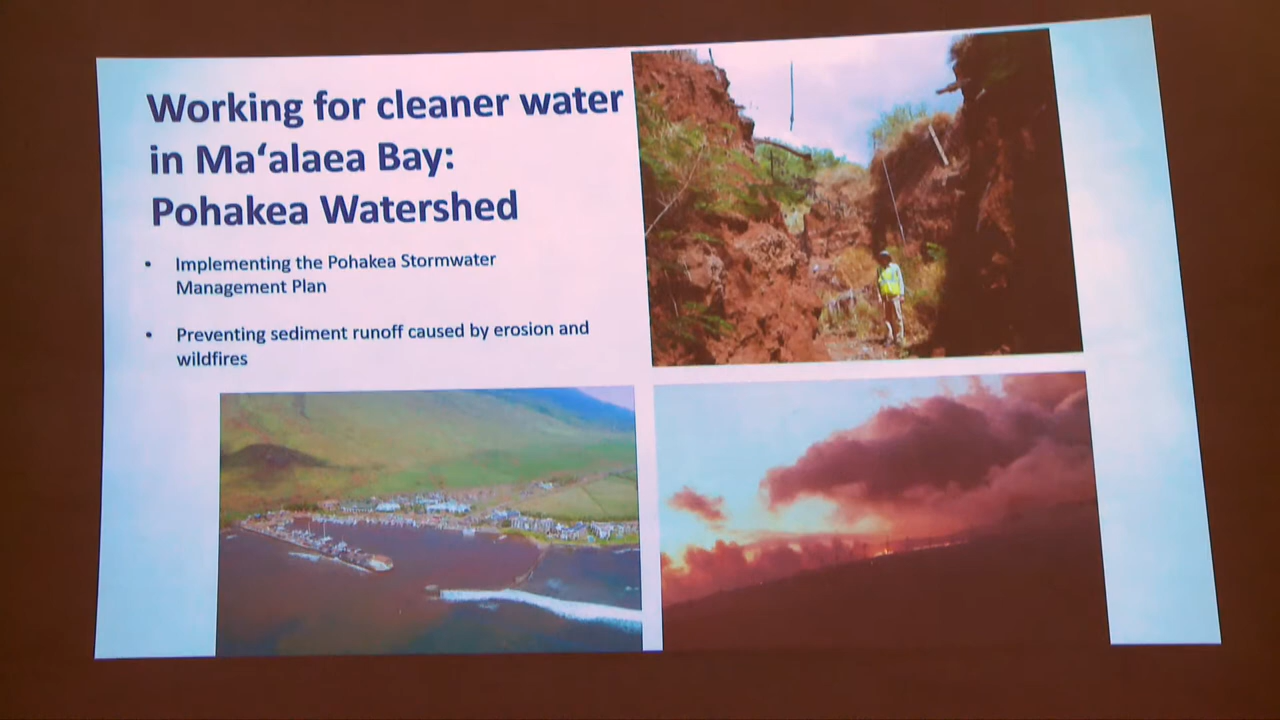 Working for cleaner water
in Ma‘alaea Bay:
Pohakea Watershed
• Implementing the Pohakea Stormwater
Management Plan
• Preventing sediment runoff caused by erosion and
wildfires